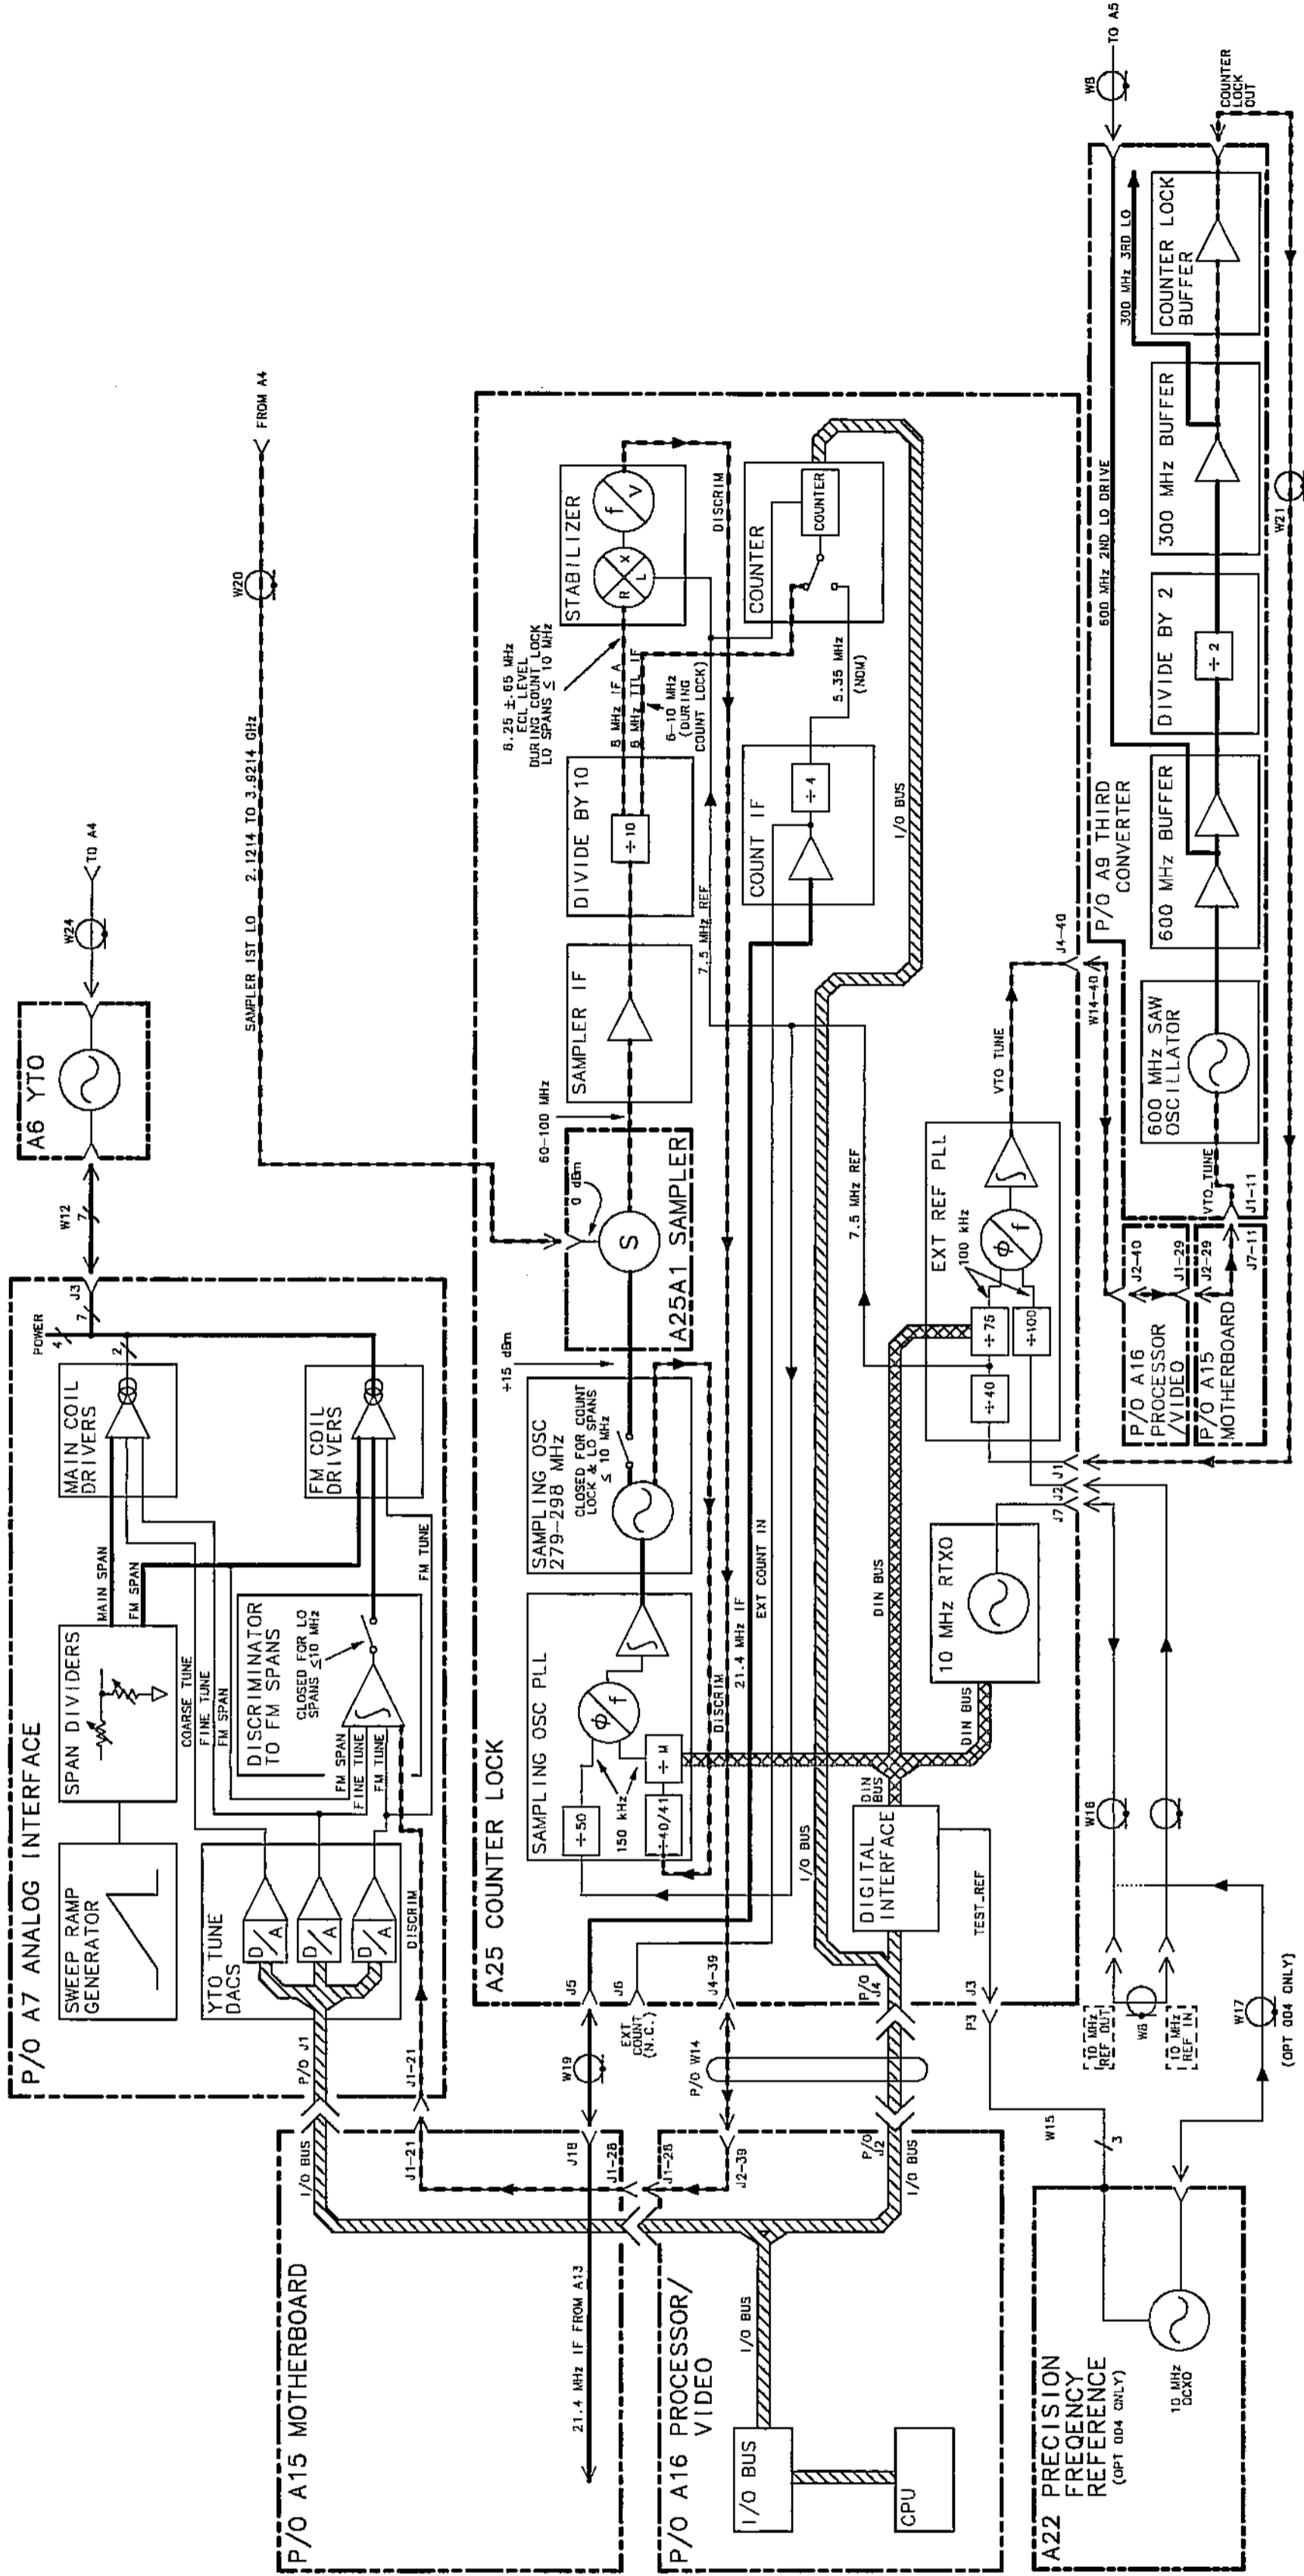 P/O A7 ANALOG INTERFACE
SWEEP RAMP
GENERATOR
SPAN DIVIDERS
MAIN COIL
DRIVERS
POWER
4
7
J3
2
MAIN SPAN
FM SPAN
COARSE TUNE
FINE TUNE
FM SPAN
DISCRIMINATOR
TO FM SPANS
CLOSED FOR LO
SPANS ≤10 MHz
FM SPAN
FINE TUNE
FM TUNE
FM COIL
DRIVERS
FM TUNE
YTO TUNE
DACS
D/A
D/A
D/A
DISCRIM
P/O J1
J1-21
W12
7
A6 YTO
W24
TO A4
SAMPLER 1ST LO 2.1214 TO 3.9214 GHz
W20
FROM A4
P/O A15 MOTHERBOARD
I/O BUS
J1-21
J18
J1-28
21.4 MHz IF FROM A13
W19
P/O A16 PROCESSOR/
VIDEO
J1-28
J2-39
P/O
J2
I/O BUS
I/O BUS
I/O BUS
CPU
P/O W14
A25 COUNTER LOCK
J5
J6
EXT
COUNT
(N.C.)
J4-39
P/O
J4
J3
P3
SAMPLING OSC PLL
÷50
150 kHz
÷40/41
÷ M
ϕ/f
∫
SAMPLING OSC
279-298 MHz
CLOSED FOR COUNT
LOCK & LO SPANS
≤ 10 MHz
+15 dBm
0 dBm
S
A25A1 SAMPLER
60-100 MHz
SAMPLER IF
DIVIDE BY 10
÷10
8.25 ±.65 MHz
ECL LEVEL
DURING COUNT LOCK
LO SPANS ≤ 10 MHz
8 MHz IF A
8 MHz TTL IF
6-10 MHz
(DURING
COUNT LOCK)
STABILIZER
R
X
L
f/V
DISCRIM
7.5 MHz REF
DISCRIM
21.4 MHz IF
EXT COUNT IN
COUNT IF
÷4
5.35 MHz
(NOM)
COUNTER
COUNTER
I/O BUS
I/O BUS
DIGITAL
INTERFACE
DIN
BUS
DIN BUS
DIN BUS
TEST_REF
10 MHz RTXO
7.5 MHz REF
EXT REF PLL
÷40
÷75
÷100
100 kHz
ϕ/f
∫
VTO TUNE
J4-40
W14-40
J7
J2
J1
P/O A16
PROCESSOR
/VIDEO
J2-40
J1-29
P/O A15
MOTHERBOARD
J2-29
J7-11
P/O A9 THIRD
CONVERTER
VTO_TUNE
J1-11
600 MHz SAW
OSCILLATOR
600 MHz BUFFER
DIVIDE BY 2
÷ 2
300 MHz BUFFER
COUNTER LOCK
BUFFER
600 MHz 2ND LO DRIVE
300 MHz 3RD LO
W8
TO A5
COUNTER
LOCK
OUT
W21
W16
W17
(OPT 004 ONLY)
10 MHz
REF OUT
10 MHz
REF IN
W15
3
A22 PRECISION
FREQENCY
REFERENCE
(OPT 004 ONLY)
10 MHz
OCXO